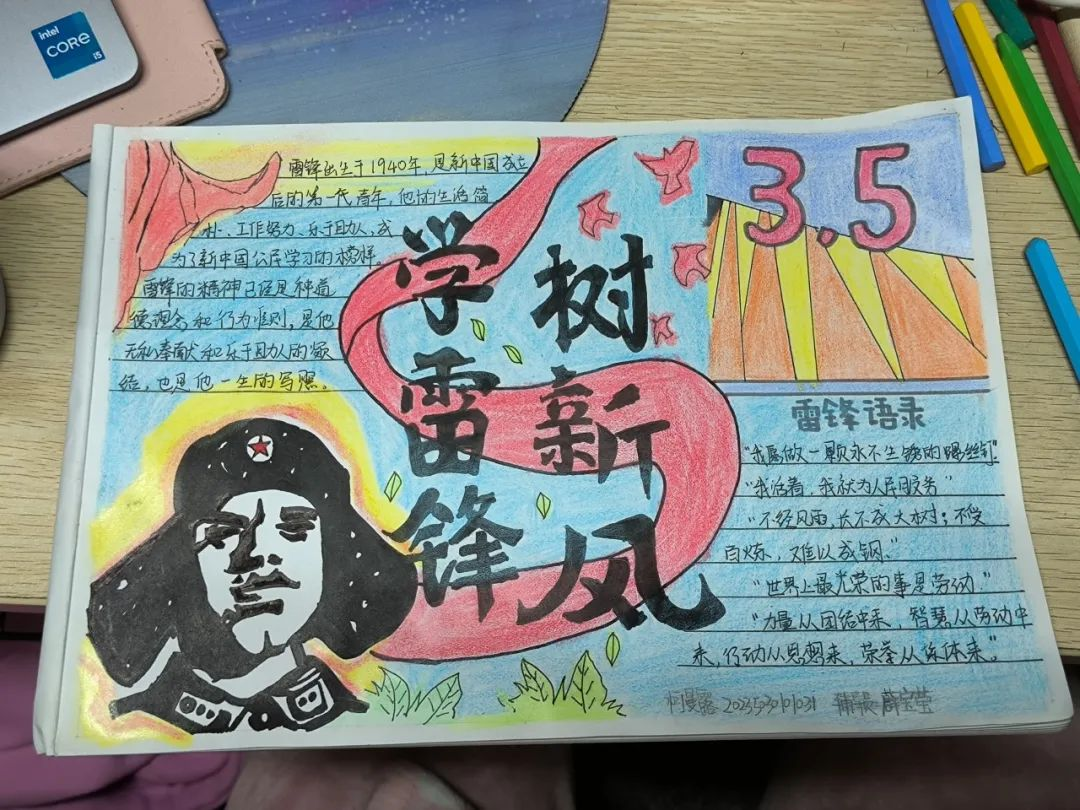 intel
CORE
i5
雷锋出生于1940年,是新中国成立
后的第一代青年,他的生活简
朴、工作努力、乐于助人,成
为了新中国公民学习的榜样。
雷锋的精神已经是种道
德理念和行为准则,是他
无私奉献和乐于助人的凝
结,也是他一生的写照。
学雷锋
树新风
3,5
雷锋语录
"我愿做一颗永不生锈的螺丝钉"
"我活着,我就为人民服务"
"不经风雨,长不成大树;不受
百炼,难以成钢。"
"世界上最光荣的事是劳动"
"力量从团结中来,智慧从劳动中
来,行动从思想来,荣誉从集体来。"